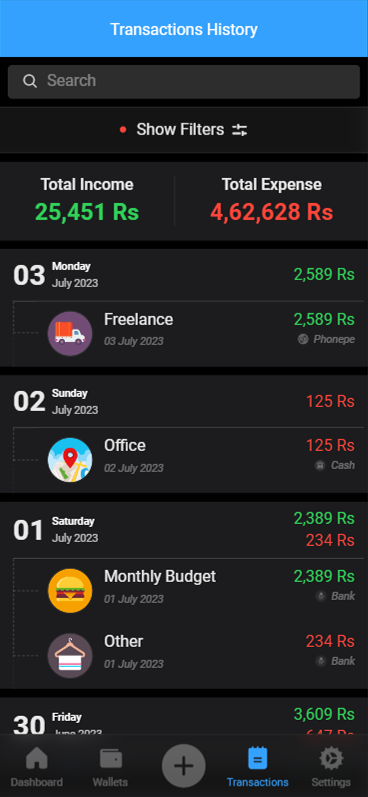 Transactions History
Search
Show Filters
Total Income
Total Expense
25,451 Rs
4,62,628 Rs
03
Monday
July 2023
2,589 Rs
Freelance
2,589 Rs
03 July 2023
Phonepe
02
Sunday
July 2023
125 Rs
Office
125 Rs
02 July 2023
Cash
01
Saturday
July 2023
2,389 Rs
234 Rs
Monthly Budget
2,389 Rs
01 July 2023
Bank
Other
234 Rs
01 July 2023
Bank
30
Friday
June 2023
3,609 Rs
647 Rs
Dashboard
Wallets
Transactions
Settings